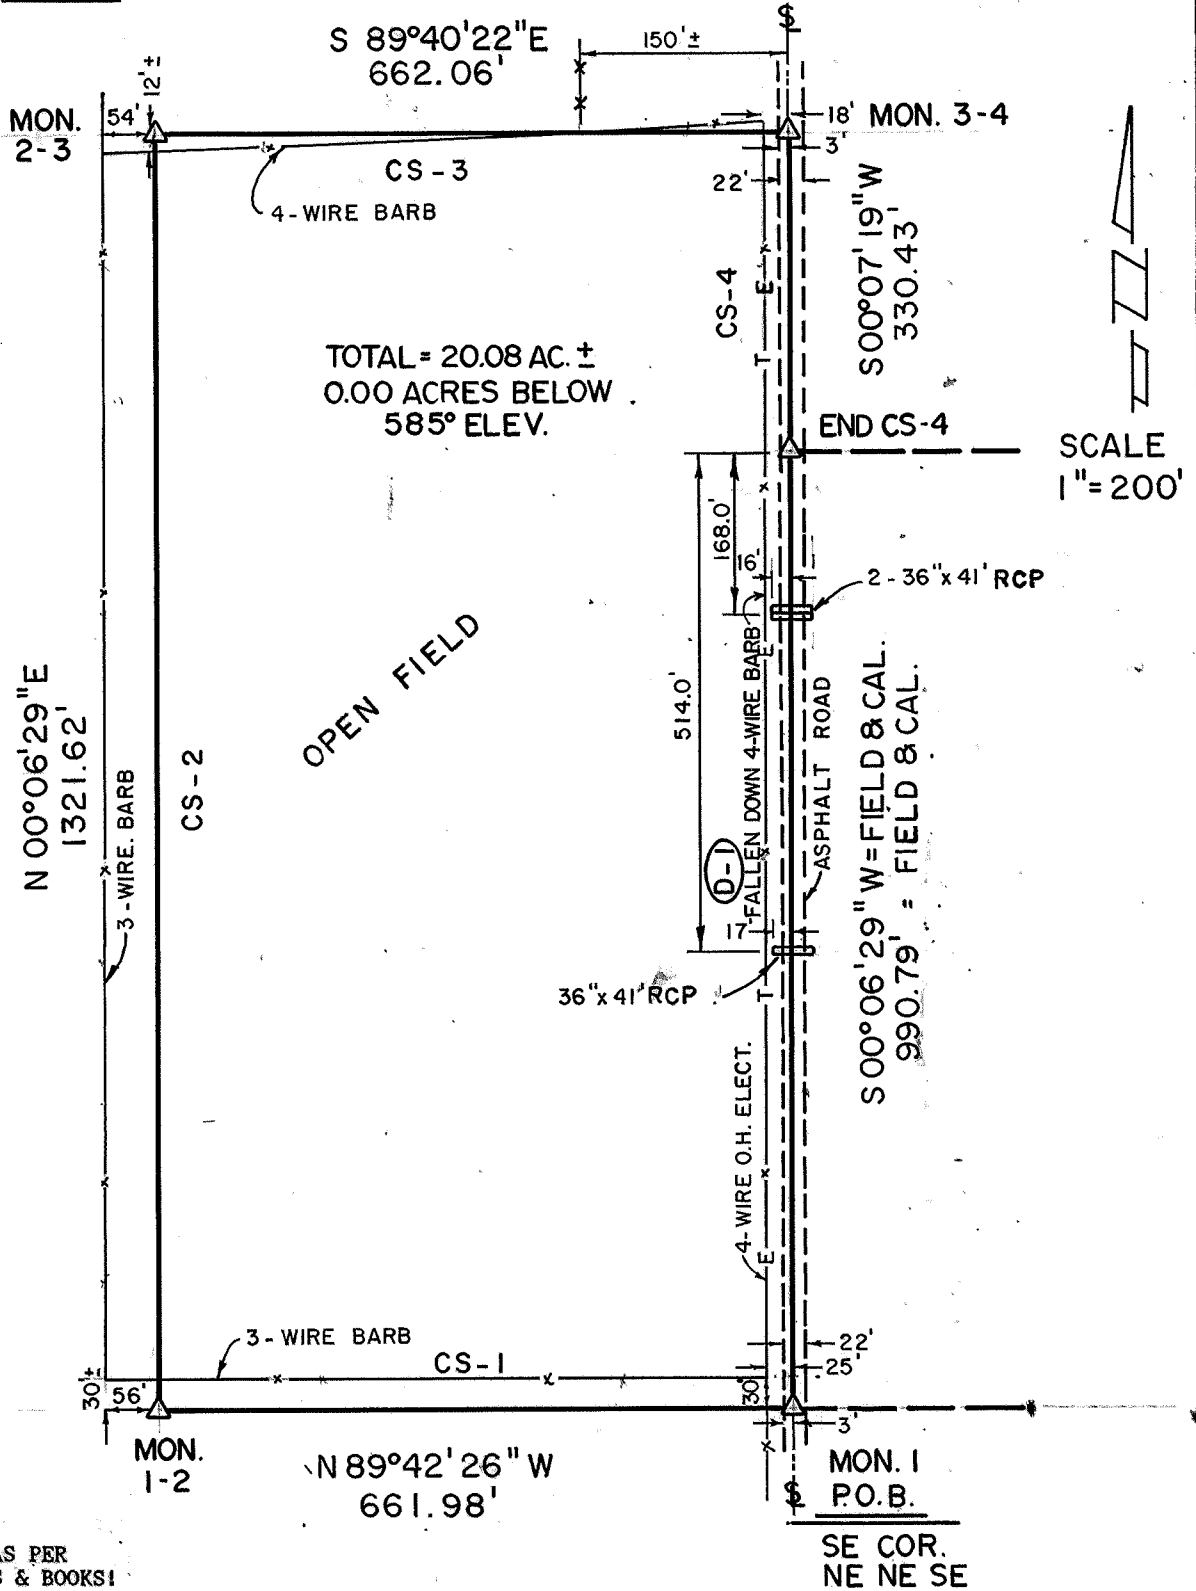 S 89°40'22"E
662.06'
150'±
SL
12'±
54'
MON.
2-3
18'
MON. 3-4
3'
CS-3
22'
4-WIRE BARB
S00°07'19"W
330.43'
CS-4
E
T
TOTAL = 20.08 AC. ±
0.00 ACRES BELOW
585° ELEV.
END CS-4
SCALE
1"=200'
168.0'
16'
2-36"x 41' RCP
OPEN FIELD
514.0'
FALLEN DOWN 4-WIRE BARB
E
ASPHALT ROAD
N 00°06'29"E
1321.62'
CS-2
3-WIRE. BARB
D-1
17'
S00°06'29"W=FIELD & CAL.
990.79' = FIELD & CAL.
36"x 41' RCP
T
4-WIRE O.H. ELECT.
E
3-WIRE BARB
22'
CS-1
25'
30'±
56'
30'
3'
MON.
1-2
N 89°42'26"W
661.98'
MON. 1
P.O.B.
SL
SE COR.
NE NE SE
AS PER
& BOOKS!